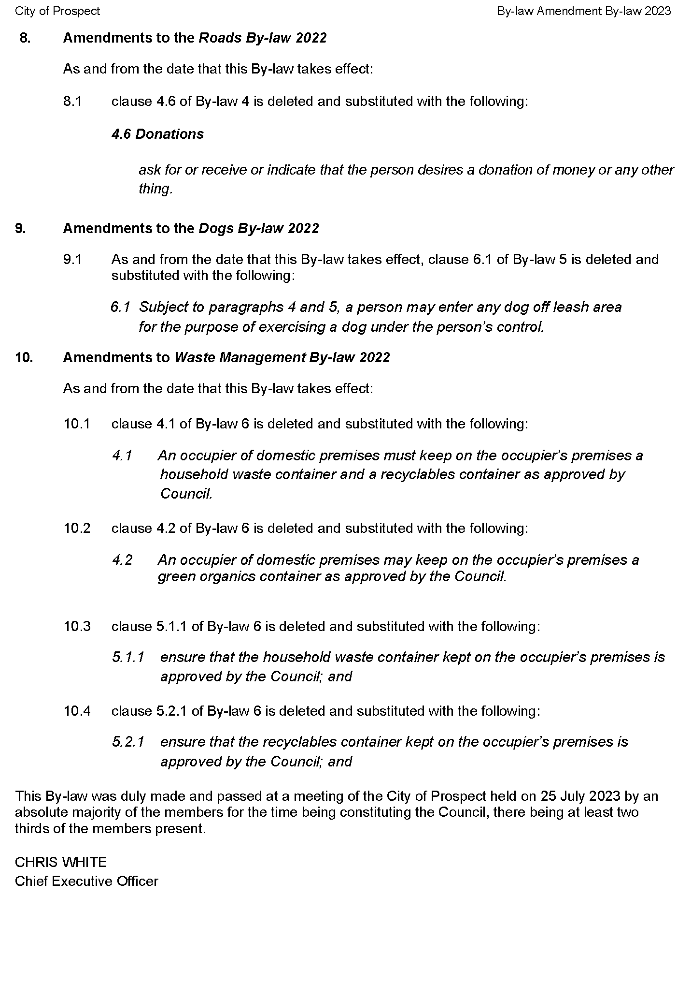 City of Prospect By-law Amendment By-law 2023
8. Amendments to the Roads By-law 2022
As and from the date that this By-law takes effect:
8.1 clause 4.6 of By-law 4 is deleted and substituted with the following:
4.6 Donations
ask for or receive or indicate that the person desires a donation of money or any other
thing.
9. Amendments to the Dogs By-law 2022
9.1 As and from the date that this By-law takes effect, clause 6.1 of By-law 5 is deleted and
substituted with the following:
6.1 Subject to paragraphs 4 and 5, a person may enter any dog off leash area
for the purpose of exercising a dog under the person’s control.
10. Amendments to Waste Management By-law 2022
As and from the date that this By-law takes effect:
10.1 clause 4.1 of By-law 6 is deleted and substituted with the following:
4.1 An occupier of domestic premises must keep on the occupier’s premises a
household waste container and a recyclables container as approved by
Council.
10.2 clause 4.2 of By-law 6 is deleted and substituted with the following:
4.2 An occupier of domestic premises may keep on the occupier’s premises a
green organics container as approved by the Council.
10.3 clause 5.1.1 of By-law 6 is deleted and substituted with the following:
5.1.1 ensure that the household waste container kept on the occupier’s premises is
approved by the Council; and
10.4 clause 5.2.1 of By-law 6 is deleted and substituted with the following:
5.2.1 ensure that the recyclables container kept on the occupier’s premises is
approved by the Council; and
This By-law was duly made and passed at a meeting of the City of Prospect held on 25 July 2023 by an
absolute majority of the members for the time being constituting the Council, there being at least two
thirds of the members present.
CHRIS WHITE
Chief Executive Officer